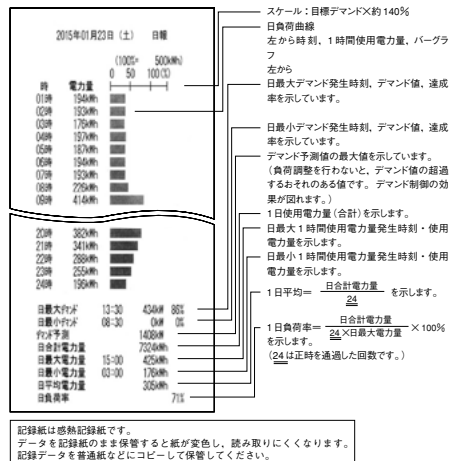 2015年01月23日（土） 日報
(100%= 500kWh)
0 50 100(%)
時 電力量
01時 194kWh
02時 193kWh
03時 176kWh
04時 197kWh
05時 187kWh
06時 194kWh
07時 193kWh
08時 226kWh
09時 414kWh
20時 382kWh
21時 341kWh
22時 288kWh
23時 255kWh
24時 196kWh
日最大ﾃﾞﾏﾝﾄﾞ 13:30 434kW 86%
日最小ﾃﾞﾏﾝﾄﾞ 08:30 0kW 0%
ﾃﾞﾏﾝﾄﾞ予測 1408kW
日合計電力量 7324kWh
日最大電力量 15:00 425kWh
日最小電力量 03:00 176kWh
日平均電力量 305kWh
日負荷率 71%
スケール：目標デマンド×約140％
日負荷曲線
左から時刻、1時間使用電力量、バーグラ
フ
左から
日最大デマンド発生時刻、デマンド値、達成
率を示しています。
日最小デマンド発生時刻、デマンド値、達成
率を示しています。
デマンド予測値の最大値を示しています。
（負荷調整を行わないと、デマンド値の超過
するおそれのある値です。デマンド制御の効
果が図れます。）
1日使用電力量（合計）を示します。
日最大1時間使用電力量発生時刻・使用
電力量を示します。
日最小1時間使用電力量発生時刻・使用
電力量を示します。
1日平均＝ 日合計電力量 を示します。
24
1日負荷率＝ 日合計電力量 ×100％
24×日最大電力量
を示します。
（24は正時を通過した回数です。）
記録紙は感熱記録紙です。
データを記録紙のまま保管すると紙が変色し、読み取りにくくなります。
記録データを普通紙などにコピーして保管してください。